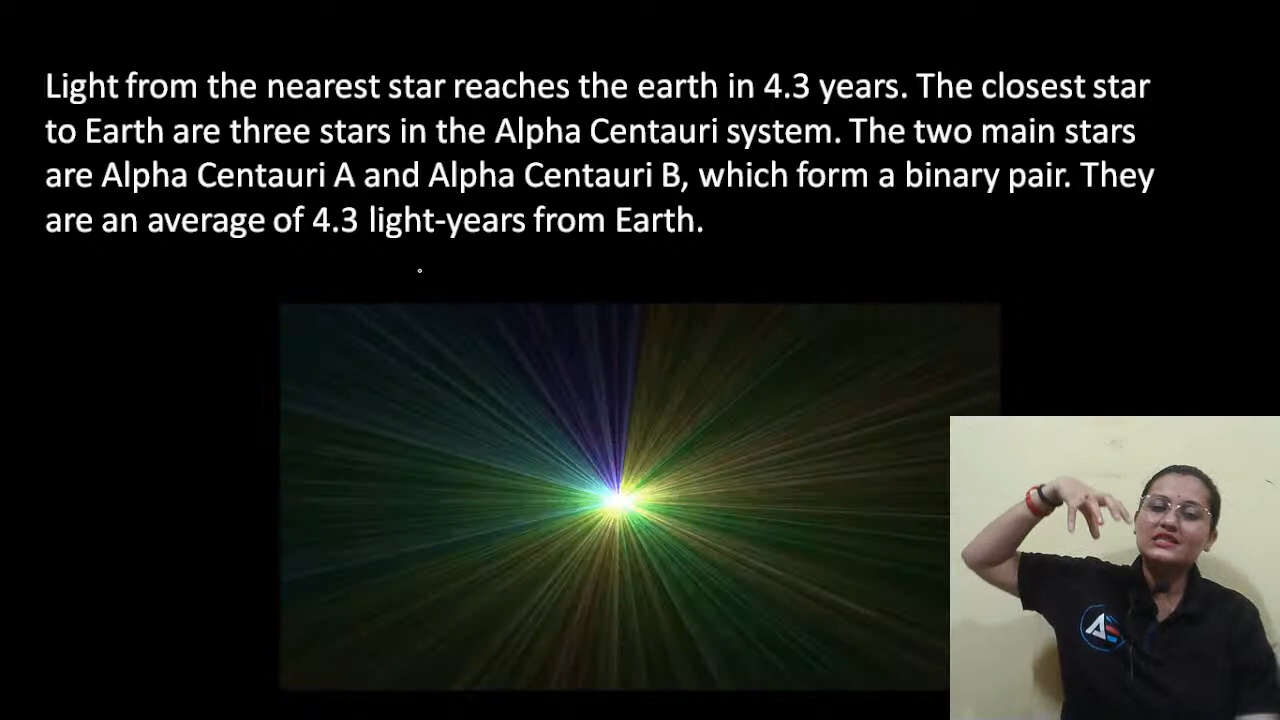 Light from the nearest star reaches the earth in 4.3 years. The closest star
to Earth are three stars in the Alpha Centauri system. The two main stars
are Alpha Centauri A and Alpha Centauri B, which form a binary pair. They
are an average of 4.3 light-years from Earth.